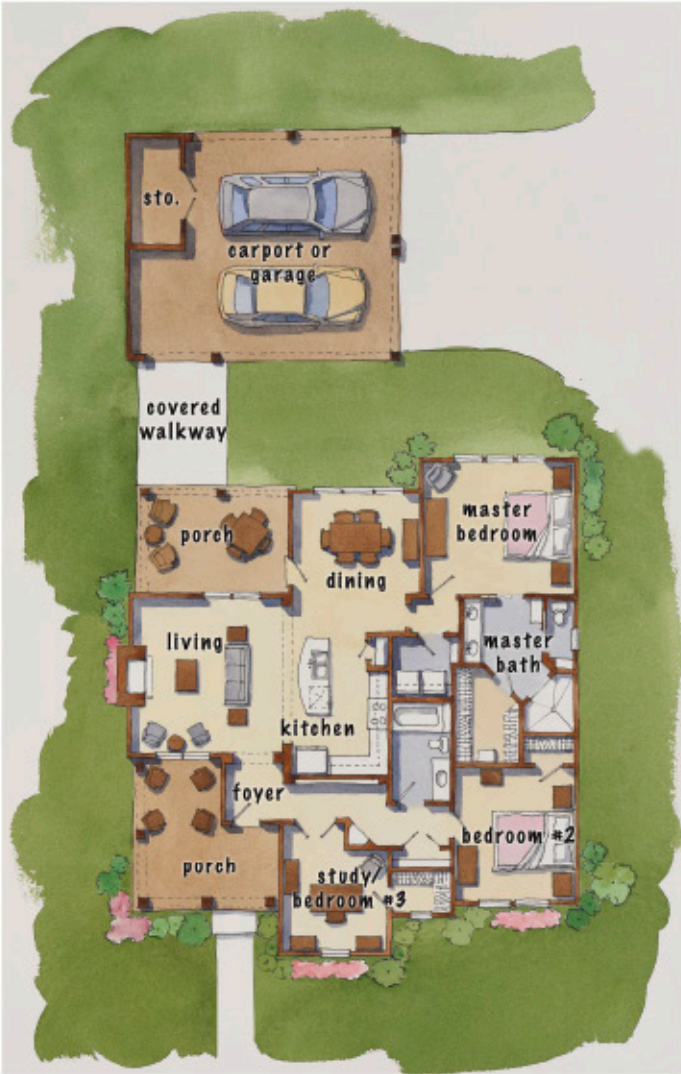 sto.
carport or
garage
covered
walkway
porch
dining
master
bedroom
living
master
bath
kitchen
foyer
porch
study
bedroom #3
bedroom #2